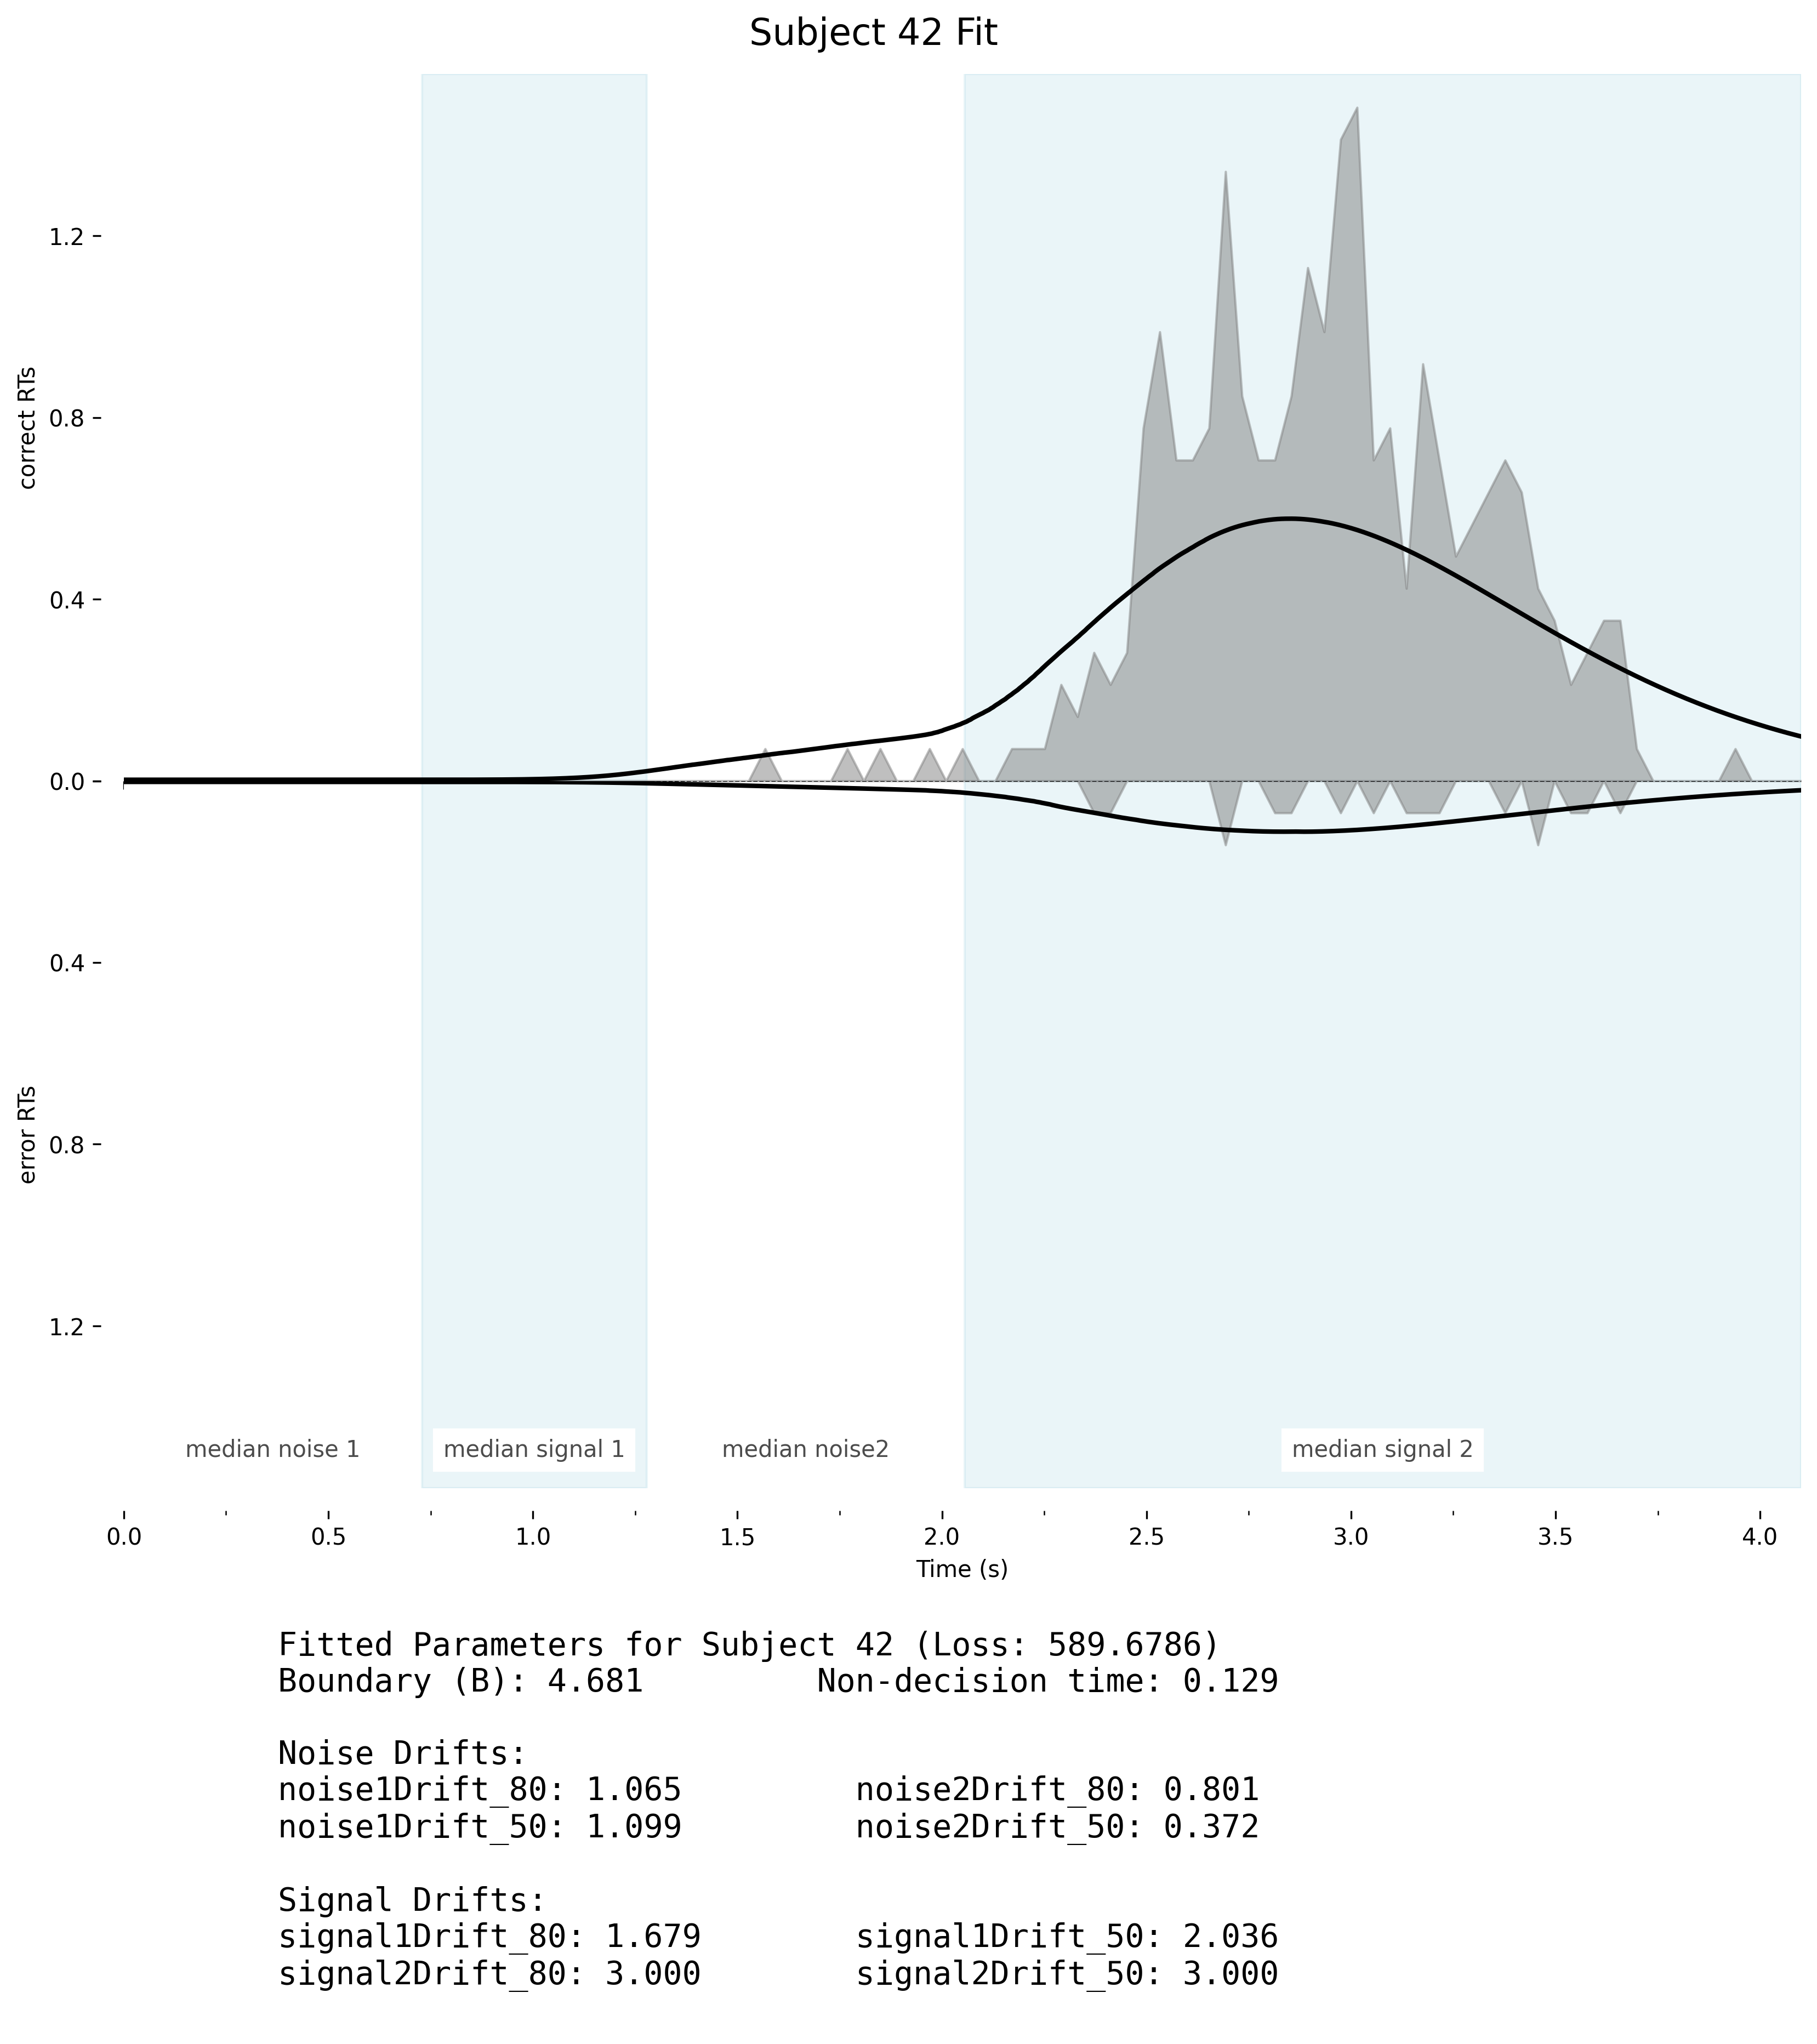 Subject 42 Fit
correct RTs
error RTs
1.2
0.8
0.4
0.0
0.4
0.8
1.2
median noise 1
median signal 1
median noise2
median signal 2
0.0 0.5 1.0 1.5 2.0 2.5 3.0 3.5 4.0
Time (s)
Fitted Parameters for Subject 42 (Loss: 589.6786)
Boundary (B): 4.681 Non-decision time: 0.129
Noise Drifts:
noise1Drift_80: 1.065 noise2Drift_80: 0.801
noise1Drift_50: 1.099 noise2Drift_50: 0.372
Signal Drifts:
signal1Drift_80: 1.679 signal1Drift_50: 2.036
signal2Drift_80: 3.000 signal2Drift_50: 3.000